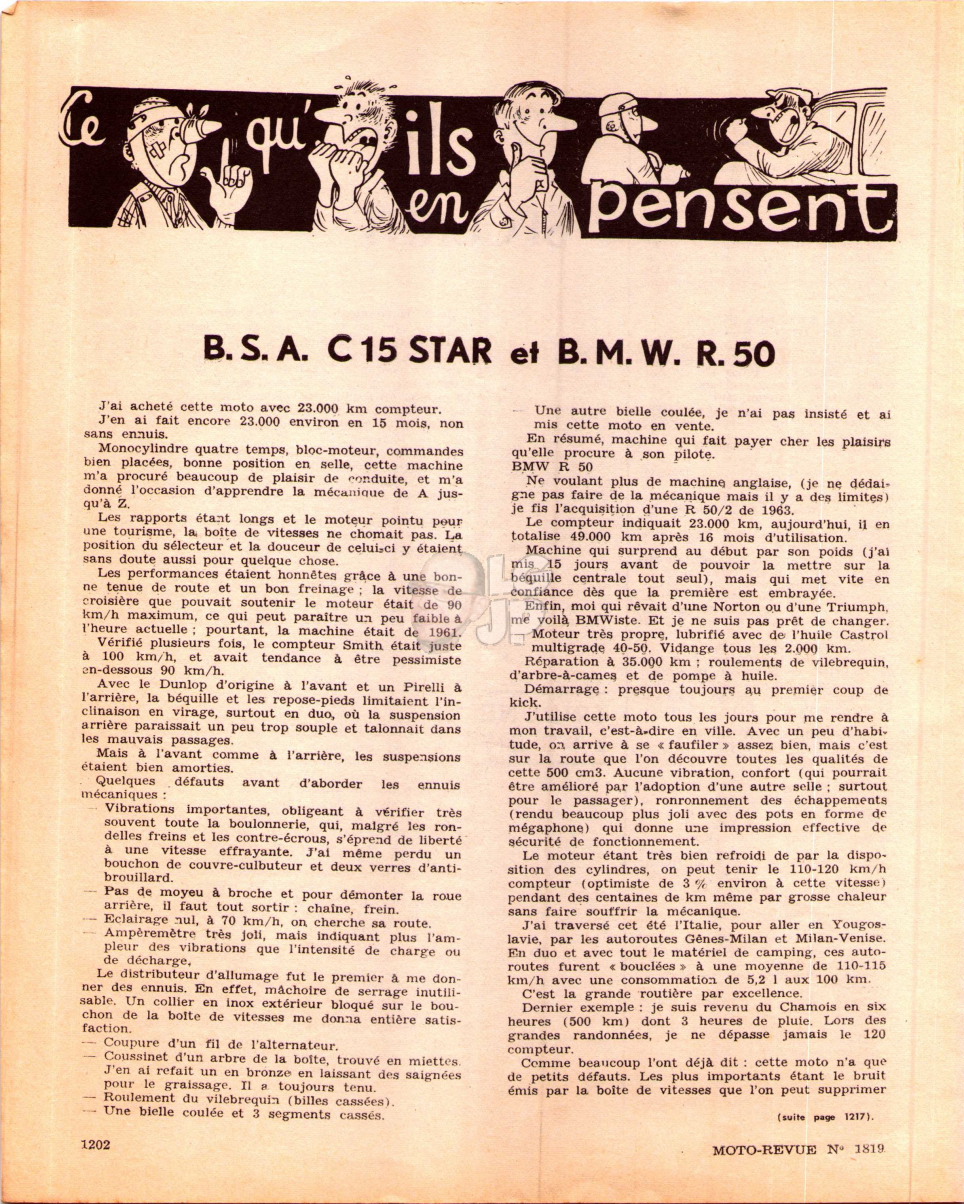 Ce qu'ils en pensent
B.S.A. C15 STAR et B.M.W. R.50
J'ai acheté cette moto avec 23.000 km compteur.
J'en ai fait encore 23.000 environ en 15 mois, non
sans ennuis.
Monocylindre quatre temps, bloc-moteur, commandes
bien placées, bonne position en selle, cette machine
m'a procuré beaucoup de plaisir de conduite, et m'a
donné l'occasion d'apprendre la mécanique de A jus-
qu'à Z.
Les rapports étant longs et le moteur pointu pour
une tourisme, la boîte de vitesses ne chomait pas. La
position du sélecteur et la douceur de celui-ci y étaient
sans doute aussi pour quelque chose.
Les performances étaient honnêtes grâce à une bon-
ne tenue de route et un bon freinage ; la vitesse de
croisière que pouvait soutenir le moteur était de 90
km/h maximum, ce qui peut paraître un peu faible à
l'heure actuelle ; pourtant, la machine était de 1961.
Vérifié plusieurs fois, le compteur Smith était juste
à 100 km/h, et avait tendance à être pessimiste
en-dessous 90 km/h.
Avec le Dunlop d'origine à l'avant et un Pirelli à
l'arrière, la béquille et les repose-pieds limitaient l'in-
clinaison en virage, surtout en duo, où la suspension
arrière paraissait un peu trop souple et talonnait dans
les mauvais passages.
Mais à l'avant comme à l'arrière, les suspensions
étaient bien amorties.
Quelques défauts avant d'aborder les ennuis
mécaniques :
— Vibrations importantes, obligeant à vérifier très
souvent toute la boulonnerie, qui, malgré les ron-
delles freins et les contre-écrous, s'éprend de liberté
à une vitesse effrayante. J'ai même perdu un
bouchon de couvre-culbuteur et deux verres d'anti-
brouillard.
— Pas de moyeu à broche et pour démonter la roue
arrière, il faut tout sortir : chaîne, frein.
— Eclairage nul, à 70 km/h, on cherche sa route.
— Ampèremètre très joli, mais indiquant plus l'am-
pleur des vibrations que l'intensité de charge ou
de décharge.
Le distributeur d'allumage fut le premier à me don-
ner des ennuis. En effet, mâchoire de serrage inutili-
sable. Un collier en inox extérieur bloqué sur le bou-
chon de la boîte de vitesses me donna entière satis-
faction.
— Coupure d'un fil de l'alternateur.
— Coussinet d'un arbre de la boîte, trouvé en miettes.
J'en ai refait un en bronze en laissant des saignées
pour le graissage. Il a toujours tenu.
— Roulement du vilebrequin (billes cassées).
— Une bielle coulée et 3 segments cassés.
— Une autre bielle coulée, je n'ai pas insisté et ai
mis cette moto en vente.
En résumé, machine qui fait payer cher les plaisirs
qu'elle procure à son pilote.
BMW R 50
Ne voulant plus de machine anglaise, (je ne dédai-
gne pas faire de la mécanique mais il y a des limites)
je fis l'acquisition d'une R 50/2 de 1963.
Le compteur indiquait 23.000 km, aujourd'hui, il en
totalise 49.000 km après 16 mois d'utilisation.
Machine qui surprend au début par son poids (j'ai
mis 15 jours avant de pouvoir la mettre sur la
béquille centrale tout seul), mais qui met vite en
confiance dès que la première est embrayée.
Enfin, moi qui rêvait d'une Norton ou d'une Triumph,
me voilà BMWiste. Et je ne suis pas prêt de changer.
Moteur très propre, lubrifié avec de l'huile Castrol
multigrade 40-50. Vidange tous les 2.000 km.
Réparation à 35.000 km ; roulements de vilebrequin,
d'arbre-à-cames et de pompe à huile.
Démarrage : presque toujours au premier coup de
kick.
J'utilise cette moto tous les jours pour me rendre à
mon travail, c'est-à-dire en ville. Avec un peu d'habi-
tude, on arrive à se « faufiler » assez bien, mais c'est
sur la route que l'on découvre toutes les qualités de
cette 500 cm3. Aucune vibration, confort (qui pourrait
être amélioré par l'adoption d'une autre selle ; surtout
pour le passager), ronronnement des échappements
(rendu beaucoup plus joli avec des pots en forme de
mégaphone) qui donne une impression effective de
sécurité de fonctionnement.
Le moteur étant très bien refroidi de par la dispo-
sition des cylindres, on peut tenir le 110-120 km/h
compteur (optimiste de 3 % environ à cette vitesse)
pendant des centaines de km même par grosse chaleur
sans faire souffrir la mécanique.
J'ai traversé cet été l'Italie, pour aller en Yougos-
lavie, par les autoroutes Gênes-Milan et Milan-Venise.
En duo et avec tout le matériel de camping, ces auto-
routes furent « bouclées » à une moyenne de 110-115
km/h avec une consommation de 5,2 l aux 100 km.
C'est la grande routière par excellence.
Dernier exemple : je suis revenu du Chamois en six
heures (500 km) dont 3 heures de pluie. Lors des
grandes randonnées, je ne dépasse jamais le 120
compteur.
Comme beaucoup l'ont déjà dit : cette moto n'a que
de petits défauts. Les plus importants étant le bruit
émis par la boîte de vitesses que l'on peut supprimer
(suite page 1217).
1202
MOTO-REVUE N° 1819